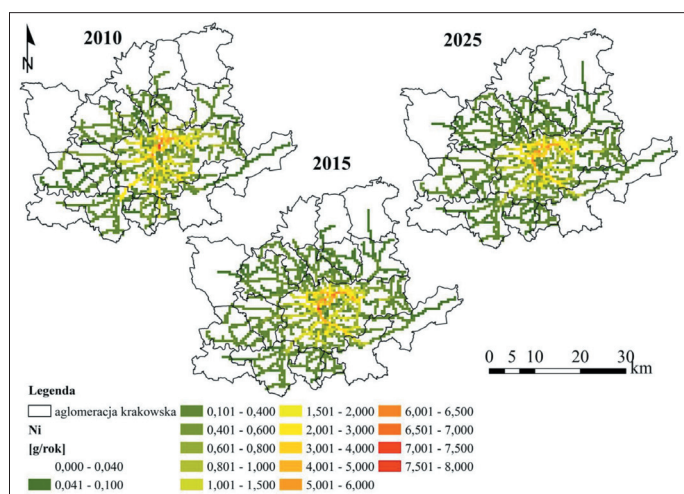 2010
2025
N
2015
0 5 10 20 30
km
Legenda
aglomeracja krakowska
Ni
[g/rok]
0,000 - 0,040
0,041 - 0,100
0,101 - 0,400
0,401 - 0,600
0,601 - 0,800
0,801 - 1,000
1,001 - 1,500
1,501 - 2,000
2,001 - 3,000
3,001 - 4,000
4,001 - 5,000
5,001 - 6,000
6,001 - 6,500
6,501 - 7,000
7,001 - 7,500
7,501 - 8,000